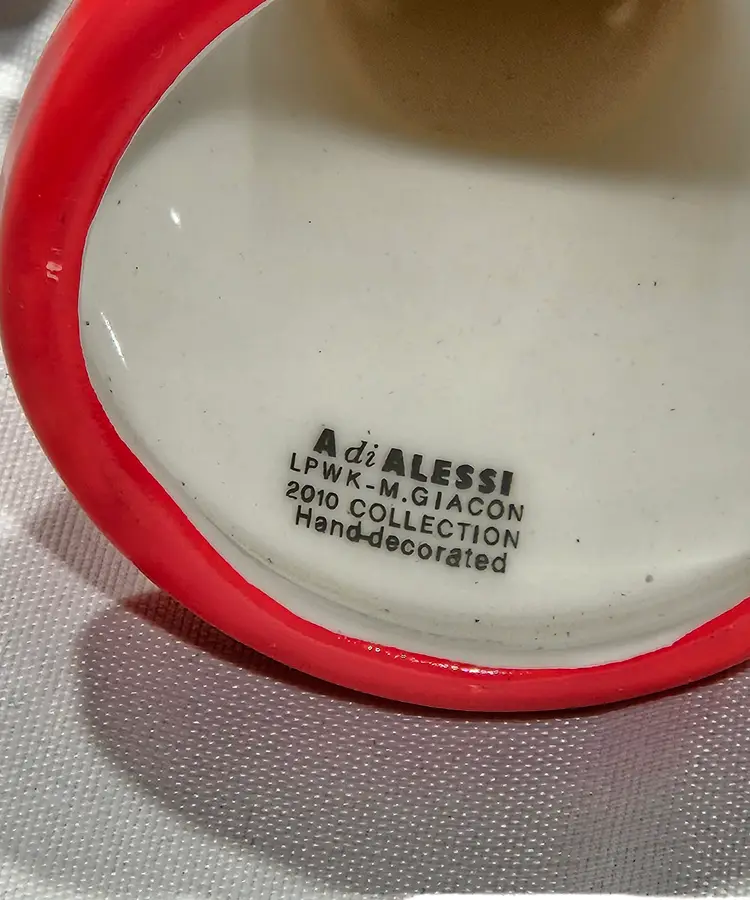 A di ALESSI
LPWK-M.GIACON
2010 COLLECTION
Hand-decorated